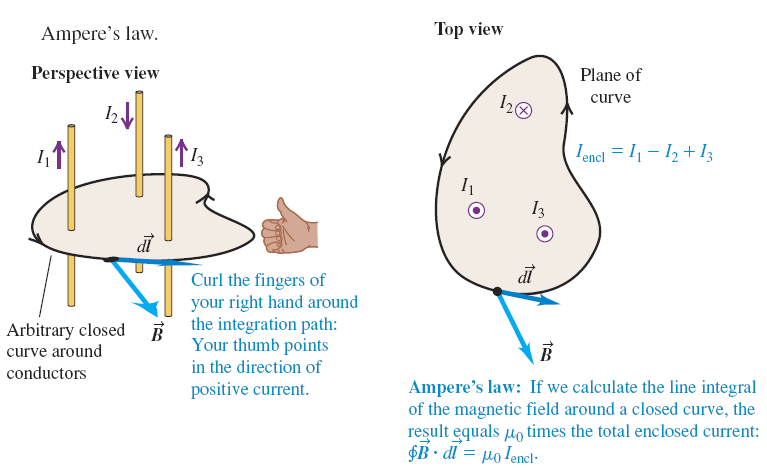 Ampere's law.
Perspective view
I₂
I₁
I₃
dl⃗
B⃗
Curl the fingers of
your right hand around
the integration path:
Your thumb points
in the direction of
positive current.
Arbitrary closed
curve around
conductors
Top view
Plane of
curve
I₂
Iencl = I₁ − I₂ + I₃
I₁
I₃
dl⃗
B⃗
Ampere's law: If we calculate the line integral
of the magnetic field around a closed curve, the
result equals μ₀ times the total enclosed current:
∮B⃗ · dl⃗ = μ₀ Iencl.